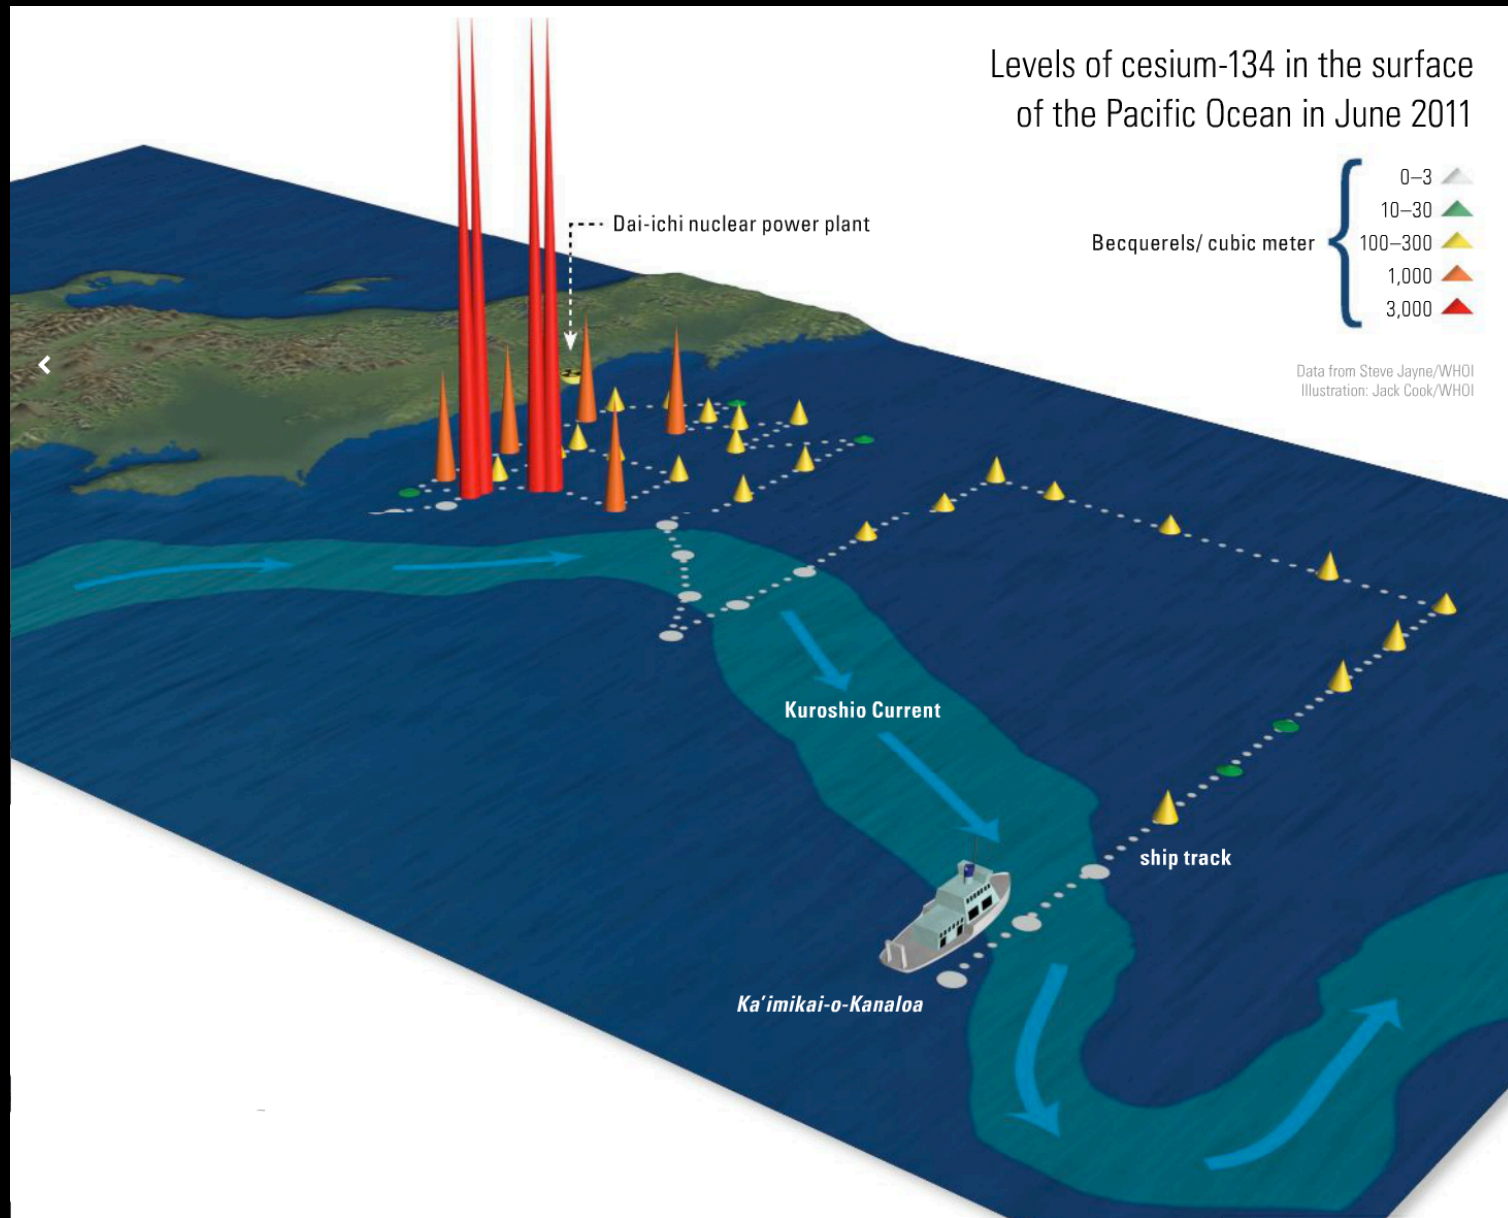 Levels of cesium-134 in the surface
of the Pacific Ocean in June 2011
0–3
10–30
Becquerels/ cubic meter
100–300
1,000
3,000
Data from Steve Jayne/WHOI
Illustration: Jack Cook/WHOI
Dai-ichi nuclear power plant
Kuroshio Current
ship track
Ka'imikai-o-Kanaloa